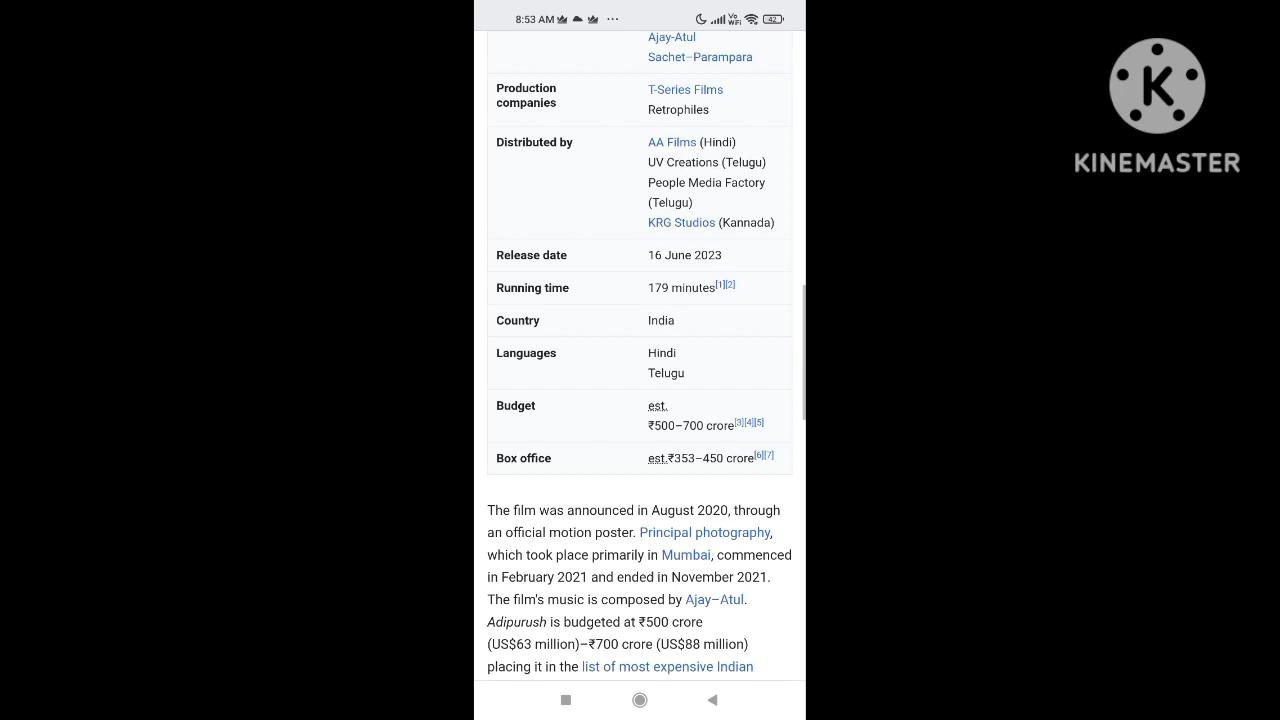 8:53 AM ...
Vo
WiFi
42
Ajay-Atul
Sachet–Parampara
Production
companies
T-Series Films
Retrophiles
Distributed by
AA Films (Hindi)
UV Creations (Telugu)
People Media Factory
(Telugu)
KRG Studios (Kannada)
Release date
16 June 2023
Running time
179 minutes[1][2]
Country
India
Languages
Hindi
Telugu
Budget
est.
₹500–700 crore[3][4][5]
Box office
est.₹353–450 crore[6][7]
The film was announced in August 2020, through
an official motion poster. Principal photography,
which took place primarily in Mumbai, commenced
in February 2021 and ended in November 2021.
The film's music is composed by Ajay–Atul.
Adipurush is budgeted at ₹500 crore
(US$63 million)–₹700 crore (US$88 million)
placing it in the list of most expensive Indian
K
KINEMASTER